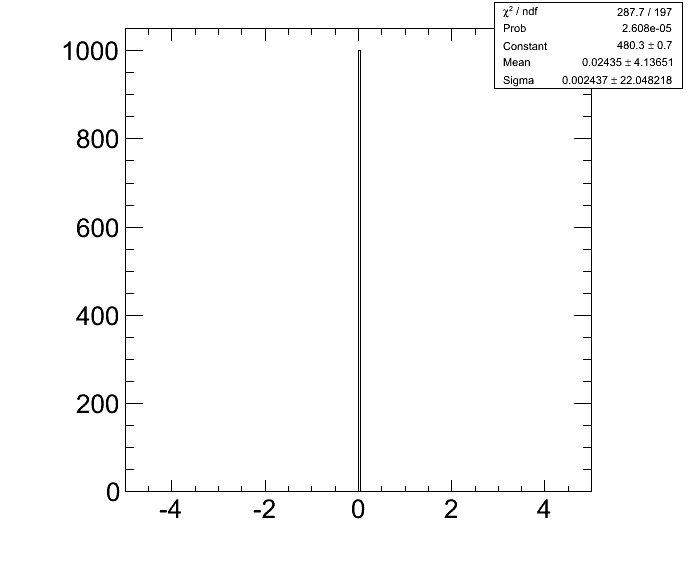 χ² / ndf 287.7 / 197
Prob 2.608e-05
Constant 480.3 ± 0.7
Mean 0.02435 ± 4.13651
Sigma 0.002437 ± 22.048218
1000
800
600
400
200
0
-4 -2 0 2 4